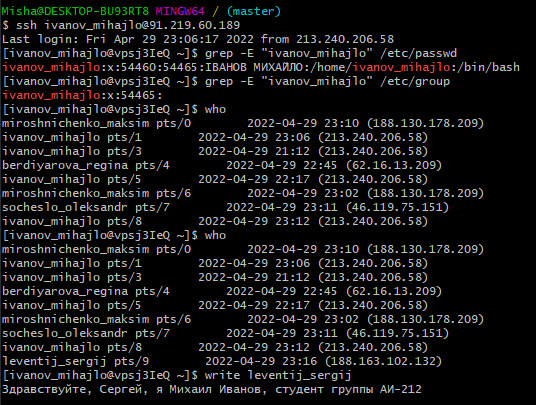 Misha@DESKTOP-BU93RT8 MINGW64 / (master)
$ ssh ivanov_mihajlo@91.219.60.189
Last login: Fri Apr 29 23:06:17 2022 from 213.240.206.58
[ivanov_mihajlo@vpsj3IeQ ~]$ grep -E "ivanov_mihajlo" /etc/passwd
ivanov_mihajlo:x:54460:54465:ІВАНОВ МИХАЙЛО:/home/ivanov_mihajlo:/bin/bash
[ivanov_mihajlo@vpsj3IeQ ~]$ grep -E "ivanov_mihajlo" /etc/group
ivanov_mihajlo:x:54465:
[ivanov_mihajlo@vpsj3IeQ ~]$ who
miroshnichenko_maksim pts/0 2022-04-29 23:10 (188.130.178.209)
ivanov_mihajlo pts/1 2022-04-29 23:06 (213.240.206.58)
ivanov_mihajlo pts/3 2022-04-29 21:12 (213.240.206.58)
berdiyarova_regina pts/4 2022-04-29 22:45 (62.16.13.209)
ivanov_mihajlo pts/5 2022-04-29 22:17 (213.240.206.58)
miroshnichenko_maksim pts/6 2022-04-29 23:02 (188.130.178.209)
socheslo_oleksandr pts/7 2022-04-29 23:11 (46.119.75.151)
ivanov_mihajlo pts/8 2022-04-29 23:12 (213.240.206.58)
[ivanov_mihajlo@vpsj3IeQ ~]$ who
miroshnichenko_maksim pts/0 2022-04-29 23:10 (188.130.178.209)
ivanov_mihajlo pts/1 2022-04-29 23:06 (213.240.206.58)
ivanov_mihajlo pts/3 2022-04-29 21:12 (213.240.206.58)
berdiyarova_regina pts/4 2022-04-29 22:45 (62.16.13.209)
ivanov_mihajlo pts/5 2022-04-29 22:17 (213.240.206.58)
miroshnichenko_maksim pts/6 2022-04-29 23:02 (188.130.178.209)
socheslo_oleksandr pts/7 2022-04-29 23:11 (46.119.75.151)
ivanov_mihajlo pts/8 2022-04-29 23:12 (213.240.206.58)
leventij_sergij pts/9 2022-04-29 23:16 (188.163.102.132)
[ivanov_mihajlo@vpsj3IeQ ~]$ write leventij_sergij
Здравствуйте, Сергей, я Михаил Иванов, студент группы АИ-212